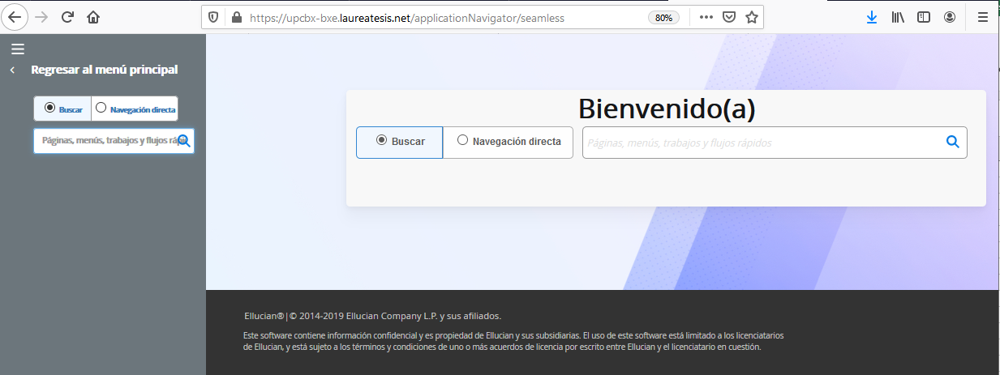 https://upcbx-bxe.laureatesis.net/applicationNavigator/seamless
80%
Regresar al menú principal
Buscar
Navegación directa
Páginas, menús, trabajos y flujos rápi
Bienvenido(a)
Buscar
Navegación directa
Páginas, menús, trabajos y flujos rápidos
Ellucian®|© 2014-2019 Ellucian Company L.P. y sus afiliados.
Este software contiene información confidencial y es propiedad de Ellucian y sus subsidiarias. El uso de este software está limitado a los licenciatarios
de Ellucian, y está sujeto a los términos y condiciones de uno o más acuerdos de licencia por escrito entre Ellucian y el licenciatario en cuestión.